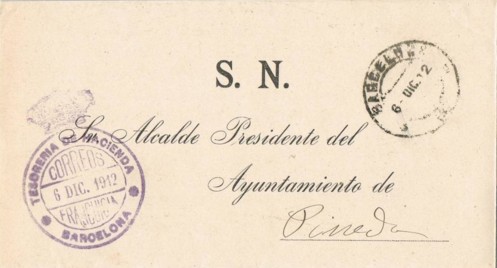 S. N.
BARCELONA
6 DIC. 12
Sr. Alcalde Presidente del
Ayuntamiento de
Pineda
TESORERIA DE HACIENDA
CORREOS
6 DIC. 1912
FRANQUICIA
BARCELONA